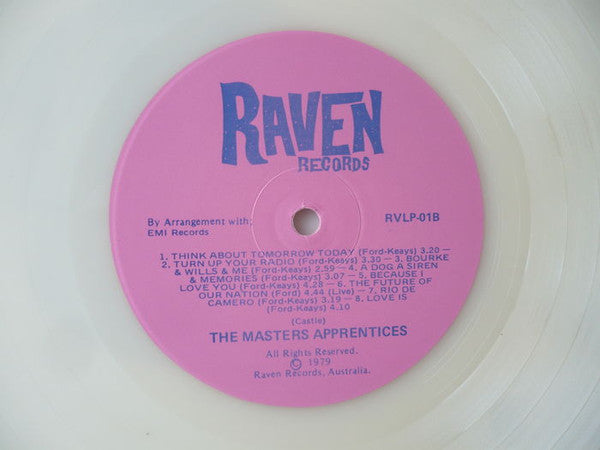 RAVEN
RECORDS
By Arrangement with;
EMI Records
RVLP-01B
1. THINK ABOUT TOMORROW TODAY (Ford-Keays) 3.20 —
2. TURN UP YOUR RADIO (Ford-Keays) 3.30 — 3. BOURKE
& WILLS & ME (Ford-Keays) 2.59 — 4. A DOG A SIREN
& MEMORIES (Ford-Keays) 3.07 — 5. BECAUSE I
LOVE YOU (Ford-Keays) 4.28 — 6. THE FUTURE OF
OUR NATION (Ford) 4.44 (Live) — 7. RIO DE
CAMERO (Ford-Keays) 3.19 — 8. LOVE IS
(Ford-Keays) 4.10
(Castle)
THE MASTERS APPRENTICES
All Rights Reserved.
© 1979
Raven Records, Australia.